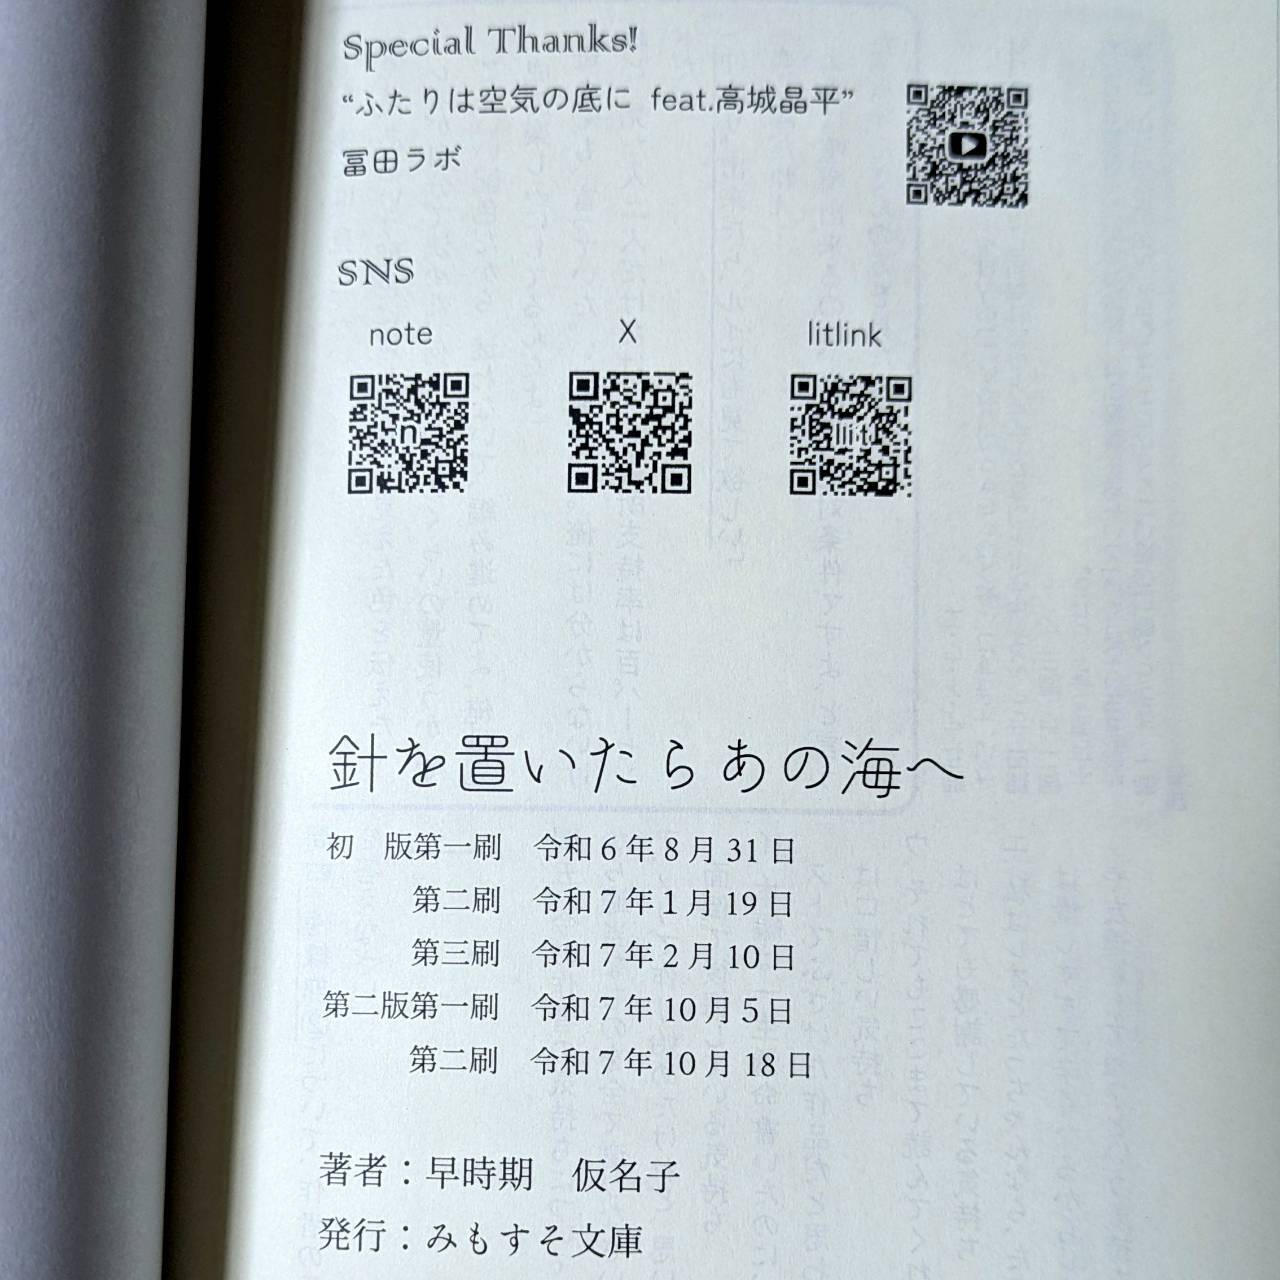 Special Thanks!
“ふたりは空気の底に feat.高城晶平”
冨田ラボ
SNS
note X litlink
針を置いたらあの海へ
初　版第一刷　令和6年8月31日
第二刷　令和7年1月19日
第三刷　令和7年2月10日
第二版第一刷　令和7年10月5日
第二刷　令和7年10月18日
著者：早時期　仮名子
発行：みもすそ文庫